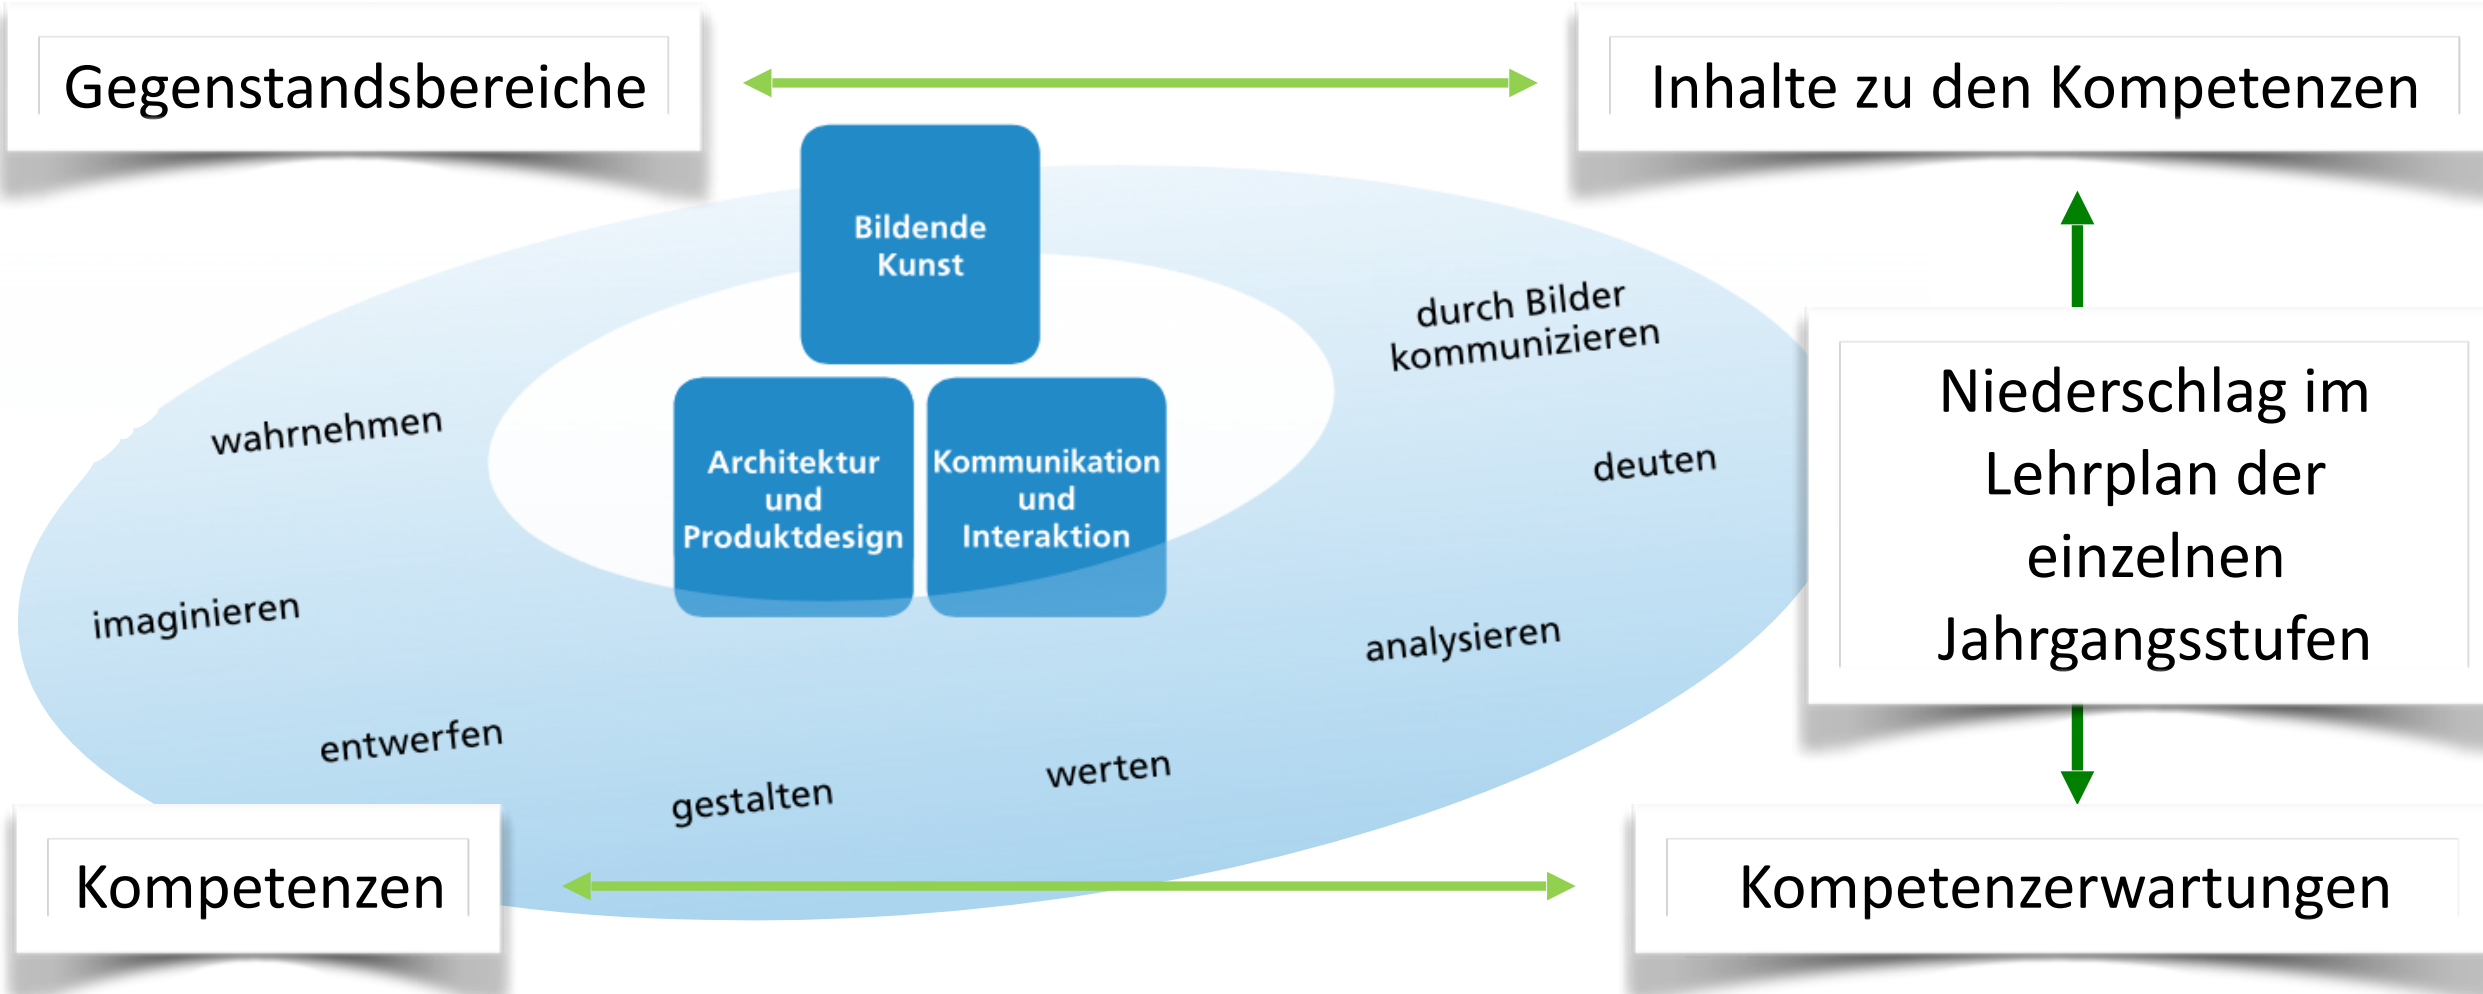 Gegenstandsbereiche
Inhalte zu den Kompetenzen
Bildende
Kunst
Architektur
und
Produktdesign
Kommunikation
und
Interaktion
durch Bilder
kommunizieren
wahrnehmen
deuten
imaginieren
analysieren
entwerfen
gestalten
werten
Niederschlag im
Lehrplan der
einzelnen
Jahrgangsstufen
Kompetenzen
Kompetenzerwartungen